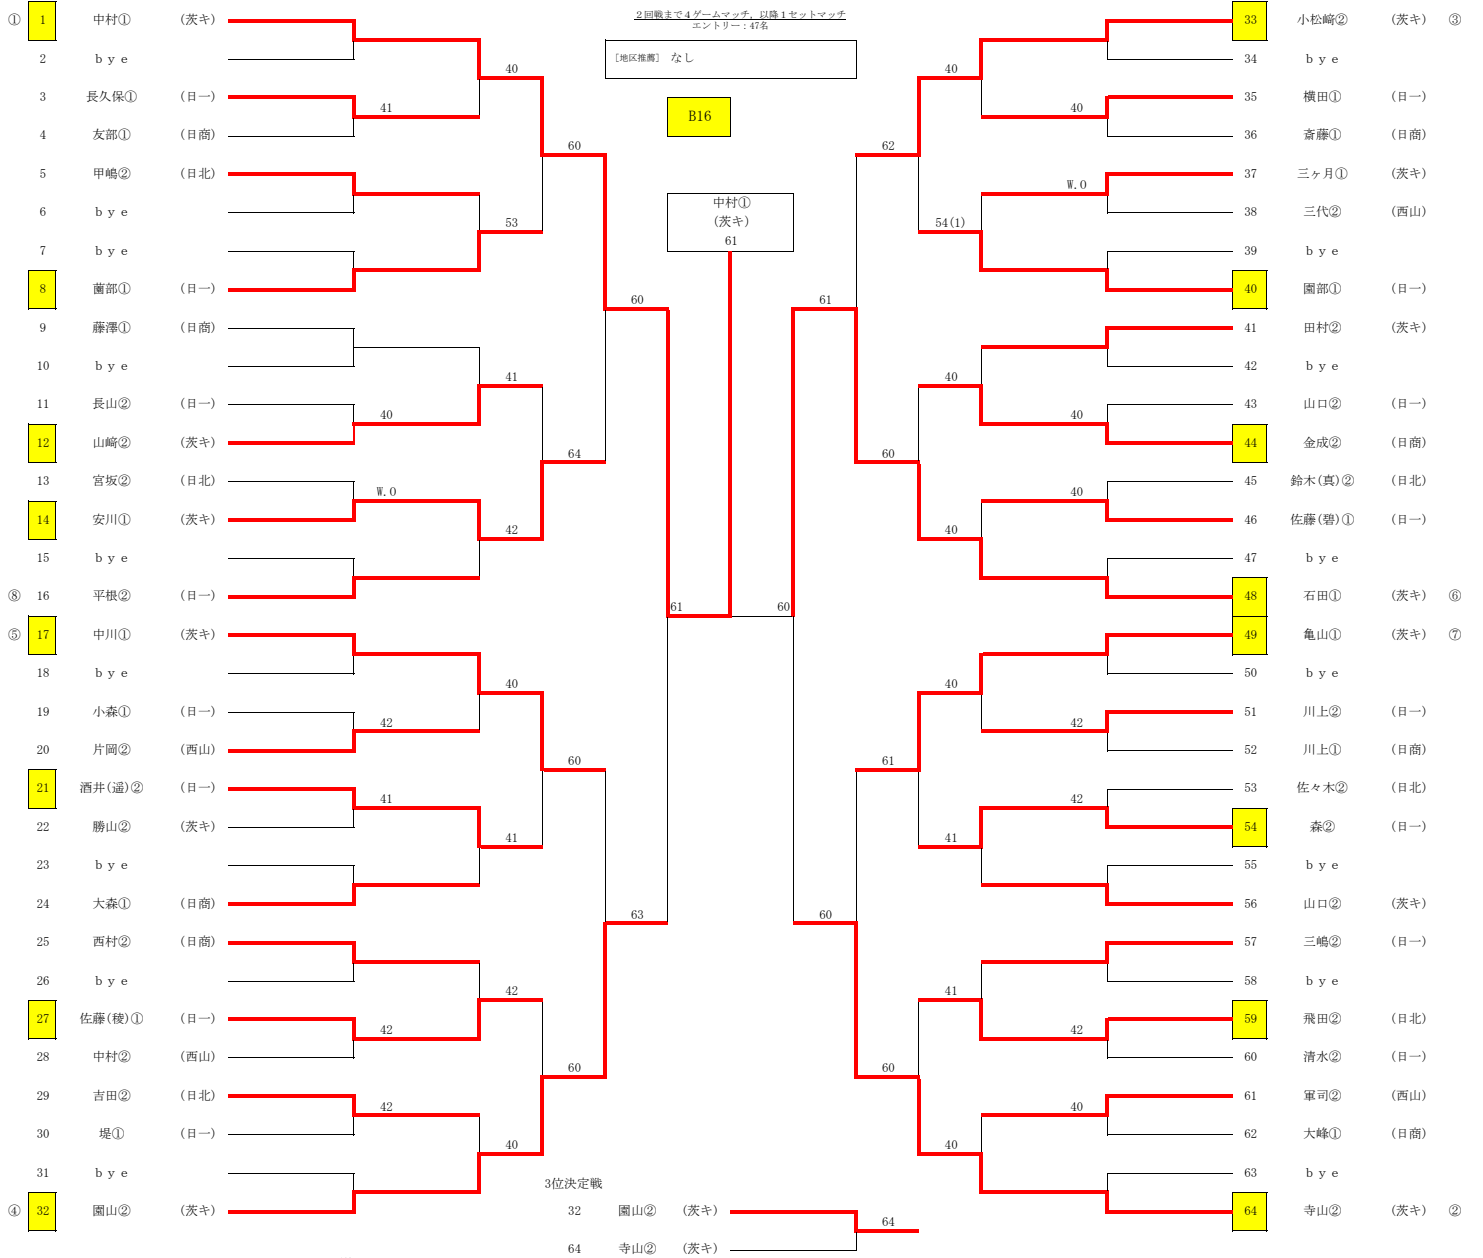 2回戦まで4ゲームマッチ，以降1セットマッチ
エントリー：47名
[地区推薦] なし
B16
中村①
(茨キ)
61
① 1 中村① (茨キ)
2 ｂｙｅ
3 長久保① (日一)
4 友部① (日商)
5 甲嶋② (日北)
6 ｂｙｅ
7 ｂｙｅ
8 薗部① (日一)
9 藤澤① (日商)
10 ｂｙｅ
11 長山② (日一)
12 山﨑② (茨キ)
13 宮坂② (日北)
14 安川① (茨キ)
15 ｂｙｅ
⑧ 16 平根② (日一)
⑤ 17 中川① (茨キ)
18 ｂｙｅ
19 小森① (日一)
20 片岡② (西山)
21 酒井(遥)② (日一)
22 勝山② (茨キ)
23 ｂｙｅ
24 大森① (日商)
25 西村② (日商)
26 ｂｙｅ
27 佐藤(稜)① (日一)
28 中村② (西山)
29 吉田② (日北)
30 堤① (日一)
31 ｂｙｅ
④ 32 園山② (茨キ)
41
40
W.O
42
41
42
42
40
53
41
42
40
41
42
40
60
64
60
60
60
63
61
60
61
60
62
60
61
60
40
54(1)
40
40
40
41
41
40
40
W.O
40
40
42
42
42
40
33 小松﨑② (茨キ) ③
34 ｂｙｅ
35 横田① (日一)
36 斎藤① (日商)
37 三ヶ月① (茨キ)
38 三代② (西山)
39 ｂｙｅ
40 園部① (日一)
41 田村② (茨キ)
42 ｂｙｅ
43 山口② (日一)
44 金成② (日商)
45 鈴木(真)② (日北)
46 佐藤(碧)① (日一)
47 ｂｙｅ
48 石田① (茨キ) ⑥
49 亀山① (茨キ) ⑦
50 ｂｙｅ
51 川上② (日一)
52 川上① (日商)
53 佐々木② (日北)
54 森② (日一)
55 ｂｙｅ
56 山口② (茨キ)
57 三嶋② (日一)
58 ｂｙｅ
59 飛田② (日北)
60 清水② (日一)
61 軍司② (西山)
62 大峰① (日商)
63 ｂｙｅ
64 寺山② (茨キ) ②
3位決定戦
32 園山② (茨キ)
64
64 寺山② (茨キ)